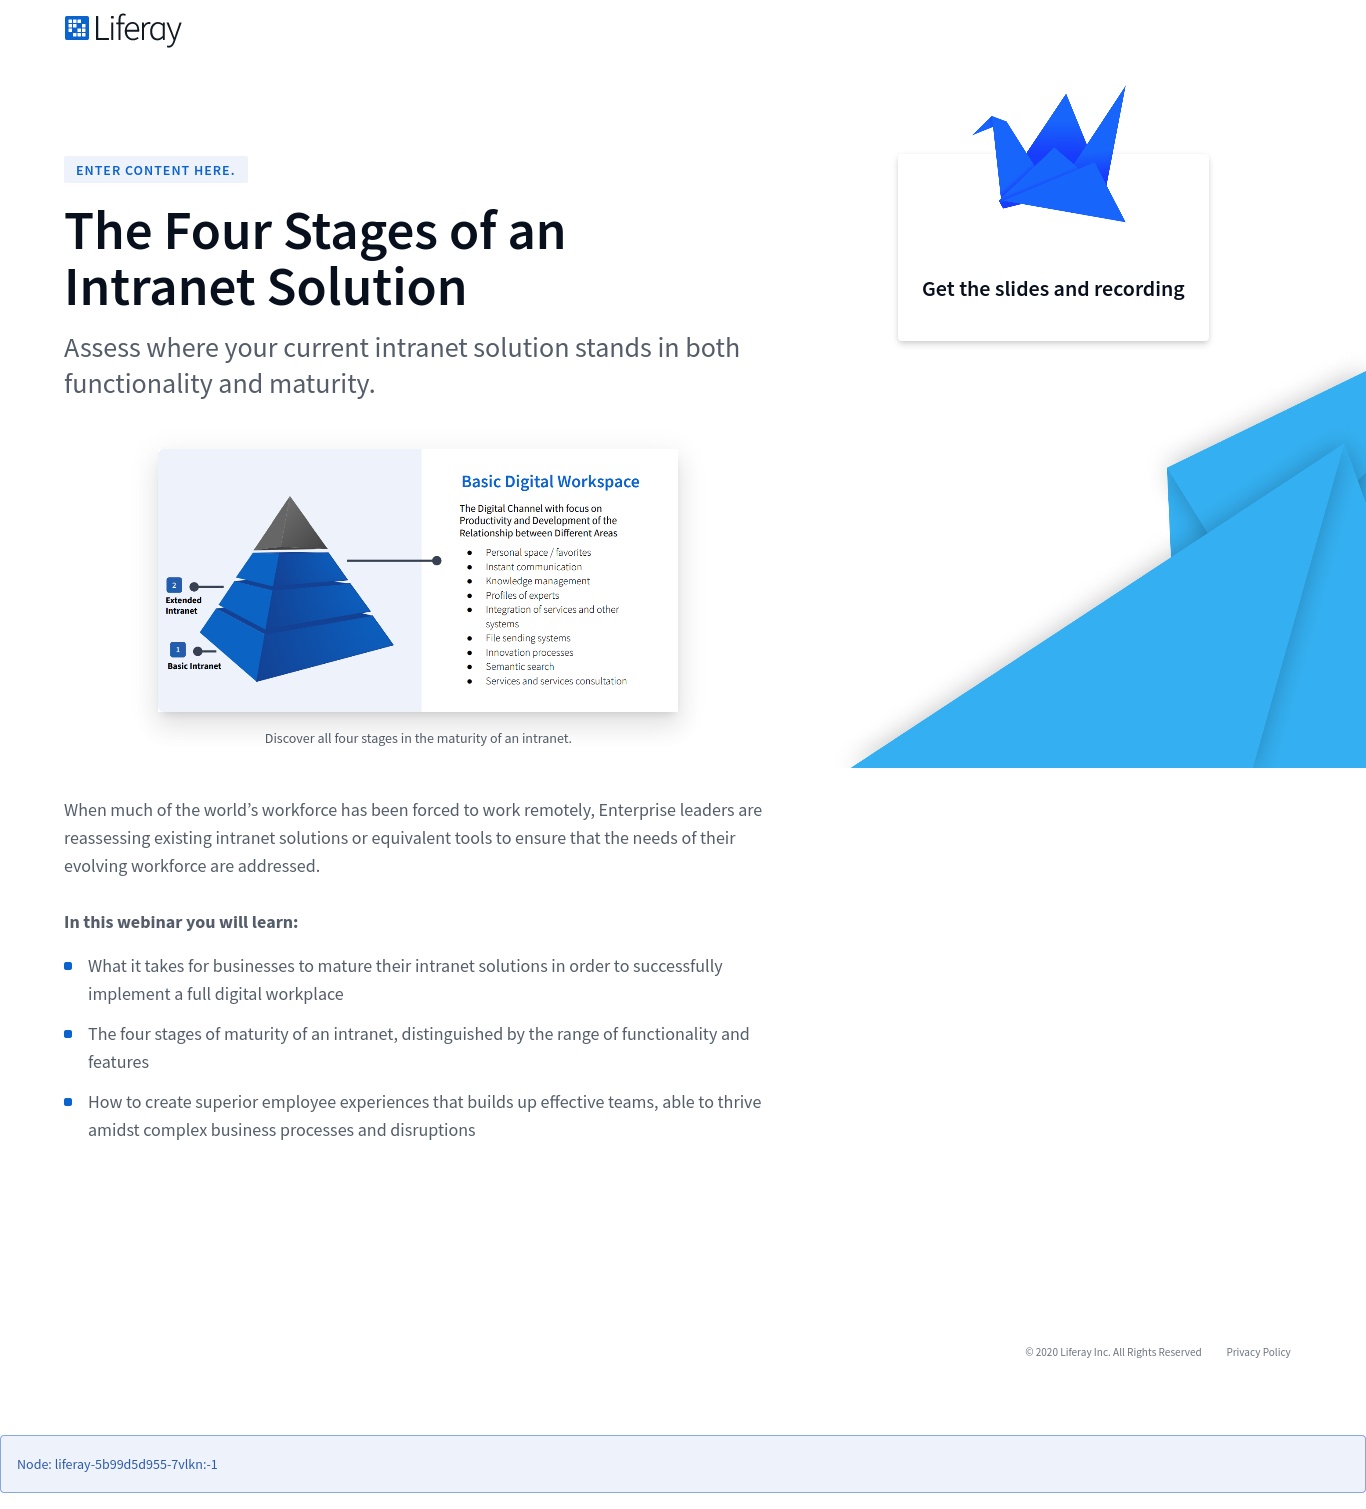 Liferay
ENTER CONTENT HERE.
The Four Stages of an
Intranet Solution
Assess where your current intranet solution stands in both
functionality and maturity.
Get the slides and recording
2
Extended
Intranet
1
Basic Intranet
Basic Digital Workspace
The Digital Channel with focus on
Productivity and Development of the
Relationship between Different Areas
Personal space / favorites
Instant communication
Knowledge management
Profiles of experts
Integration of services and other
systems
File sending systems
Innovation processes
Semantic search
Services and services consultation
Discover all four stages in the maturity of an intranet.
When much of the world’s workforce has been forced to work remotely, Enterprise leaders are
reassessing existing intranet solutions or equivalent tools to ensure that the needs of their
evolving workforce are addressed.
In this webinar you will learn:
What it takes for businesses to mature their intranet solutions in order to successfully
implement a full digital workplace
The four stages of maturity of an intranet, distinguished by the range of functionality and
features
How to create superior employee experiences that builds up effective teams, able to thrive
amidst complex business processes and disruptions
© 2020 Liferay Inc. All Rights Reserved Privacy Policy
Node: liferay-5b99d5d955-7vlkn:-1